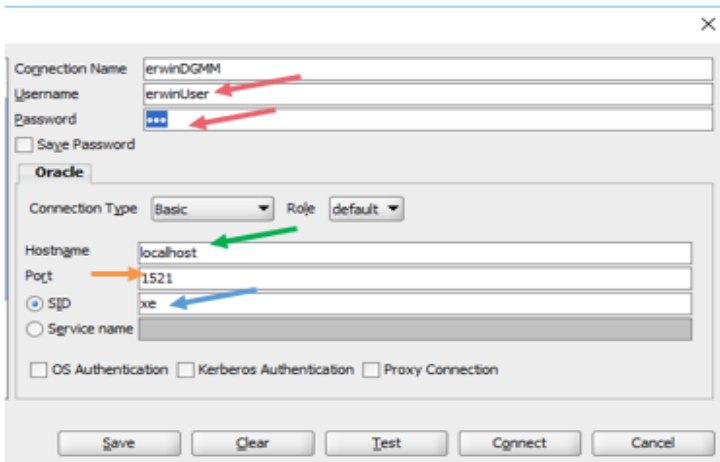 Connection Name erwinDGMM
Username erwinUser
Password •••
Save Password
Oracle
Connection Type Basic Role default
Hostname localhost
Port 1521
SID xe
Service name
OS Authentication Kerberos Authentication Proxy Connection
Save Clear Test Connect Cancel